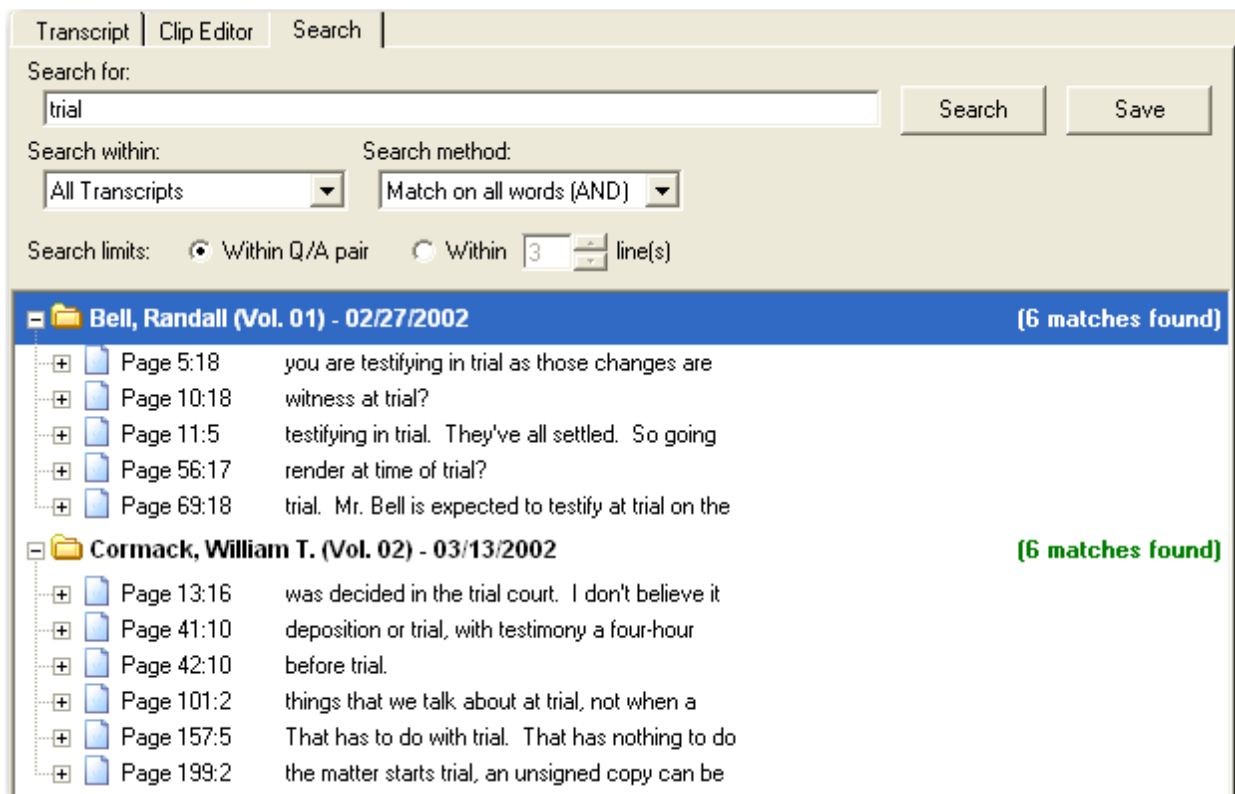 Transcript Clip Editor Search
Search for:
trial Search Save
Search within: Search method:
All Transcripts Match on all words (AND)
Search limits: Within Q/A pair Within 3 line(s)
Bell, Randall (Vol. 01) - 02/27/2002 (6 matches found)
Page 5:18 you are testifying in trial as those changes are
Page 10:18 witness at trial?
Page 11:5 testifying in trial.  They've all settled.  So going
Page 56:17 render at time of trial?
Page 69:18 trial.  Mr. Bell is expected to testify at trial on the
Cormack, William T. (Vol. 02) - 03/13/2002 (6 matches found)
Page 13:16 was decided in the trial court.  I don't believe it
Page 41:10 deposition or trial, with testimony a four-hour
Page 42:10 before trial.
Page 101:2 things that we talk about at trial, not when a
Page 157:5 That has to do with trial.  That has nothing to do
Page 199:2 the matter starts trial, an unsigned copy can be